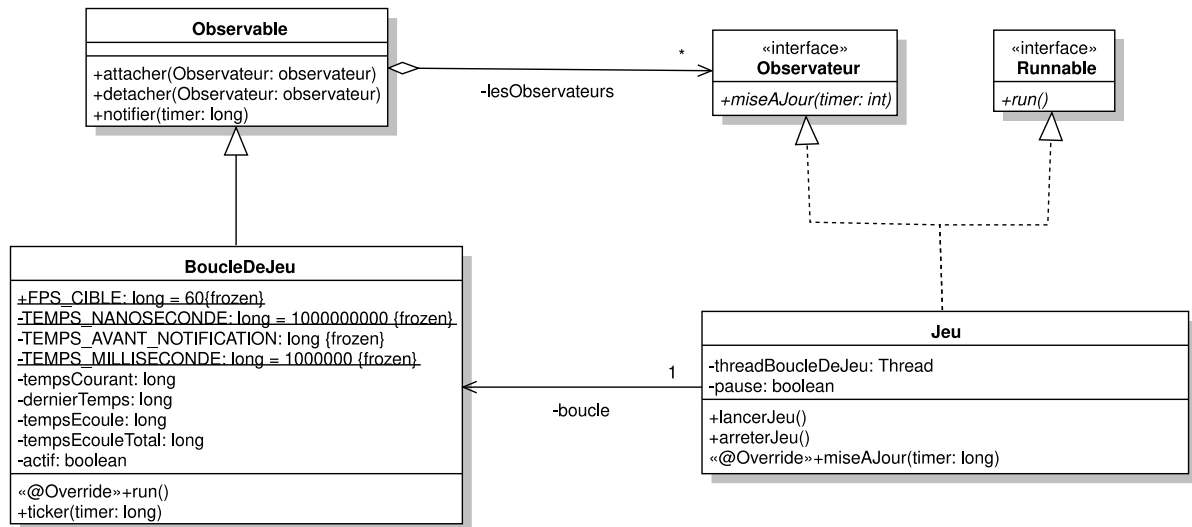 Observable
+attacher(Observateur: observateur)
+detacher(Observateur: observateur)
+notifier(timer: long)
*
-lesObservateurs
«interface»
Observateur
+miseAJour(timer: int)
«interface»
Runnable
+run()
BoucleDeJeu
+FPS_CIBLE: long = 60{frozen}
-TEMPS_NANOSECONDE: long = 1000000000 {frozen}
-TEMPS_AVANT_NOTIFICATION: long {frozen}
-TEMPS_MILLISECONDE: long = 1000000 {frozen}
-tempsCourant: long
-dernierTemps: long
-tempsEcoule: long
-tempsEcouleTotal: long
-actif: boolean
«@Override»+run()
+ticker(timer: long)
1
-boucle
Jeu
-threadBoucleDeJeu: Thread
-pause: boolean
+lancerJeu()
+arreterJeu()
«@Override»+miseAJour(timer: long)